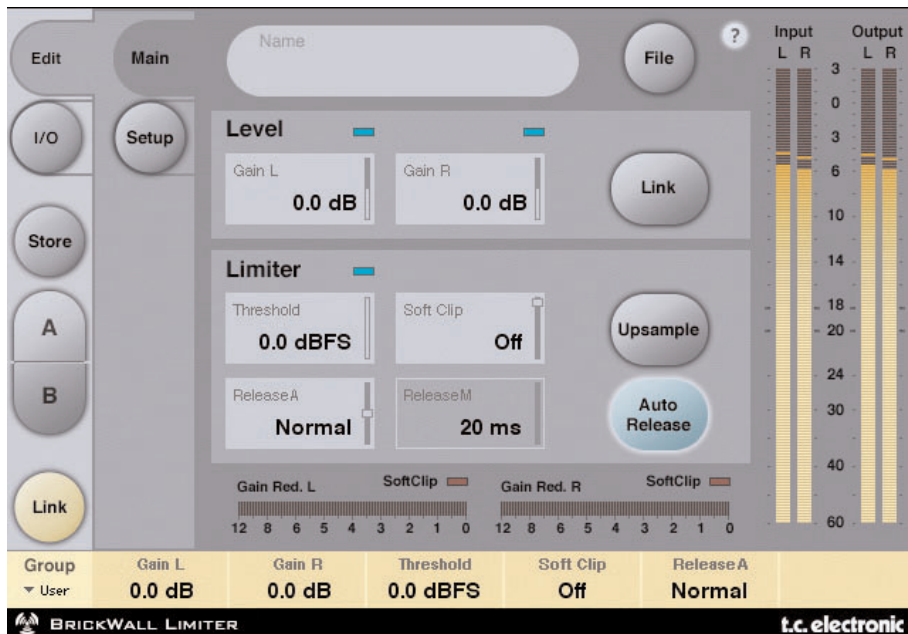 Edit
Main
Name
File
?
Input
Output
L R
L R
I/O
Setup
Level
Gain L
0.0 dB
Gain R
0.0 dB
Link
Store
A
B
Link
Limiter
Threshold
0.0 dBFS
Soft Clip
Off
Upsample
ReleaseA
Normal
ReleaseM
20 ms
Auto
Release
Gain Red. L
SoftClip
12 8 6 5 4 3 2 1 0
Gain Red. R
SoftClip
12 8 6 5 4 3 2 1 0
3
0
3
6
10
14
18
20
24
30
40
60
Group
User
Gain L
0.0 dB
Gain R
0.0 dB
Threshold
0.0 dBFS
Soft Clip
Off
ReleaseA
Normal
BRICKWALL LIMITER
t.c. electronic